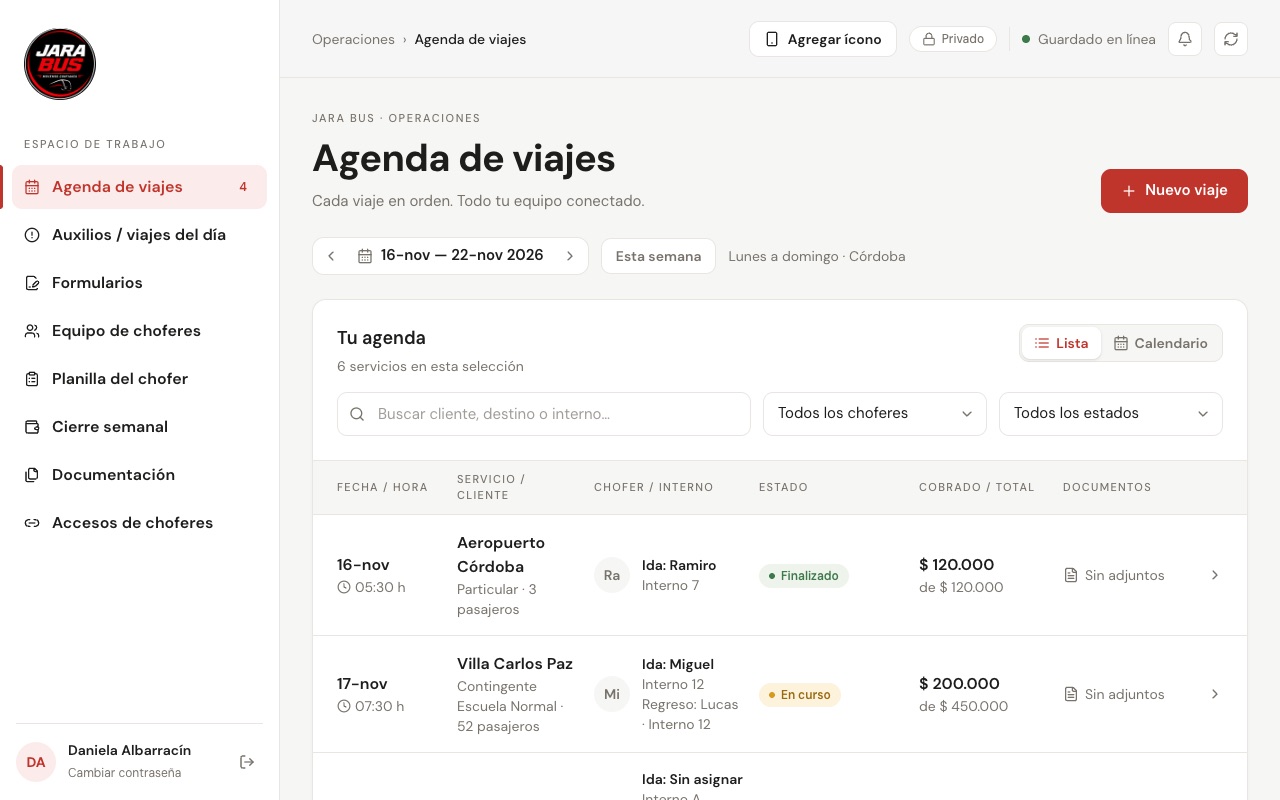 JARA
BUS
ESPACIO DE TRABAJO
Agenda de viajes 4
Auxilios / viajes del día
Formularios
Equipo de choferes
Planilla del chofer
Cierre semanal
Documentación
Accesos de choferes
DA
Daniela Albarracín
Cambiar contraseña
Operaciones › Agenda de viajes
Agregar ícono
Privado
Guardado en línea
JARA BUS · OPERACIONES
Agenda de viajes
Cada viaje en orden. Todo tu equipo conectado.
+ Nuevo viaje
16-nov — 22-nov 2026
Esta semana
Lunes a domingo · Córdoba
Tu agenda
6 servicios en esta selección
Lista
Calendario
Buscar cliente, destino o interno...
Todos los choferes
Todos los estados
FECHA / HORA
SERVICIO /
CLIENTE
CHOFER / INTERNO
ESTADO
COBRADO / TOTAL
DOCUMENTOS
16-nov
05:30 h
Aeropuerto
Córdoba
Particular · 3
pasajeros
Ra
Ida: Ramiro
Interno 7
Finalizado
$ 120.000
de $ 120.000
Sin adjuntos
17-nov
07:30 h
Villa Carlos Paz
Contingente
Escuela Normal ·
52 pasajeros
Mi
Ida: Miguel
Interno 12
Regreso: Lucas
· Interno 12
En curso
$ 200.000
de $ 450.000
Sin adjuntos
Ida: Sin asignar
Interno A